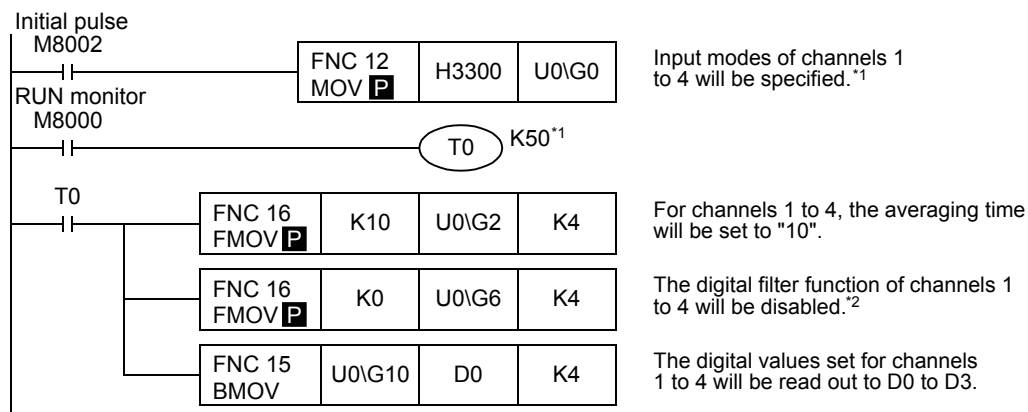 Initial pulse
M8002
FNC 12
MOV P
H3300
U0\G0
Input modes of channels 1
to 4 will be specified.*1
RUN monitor
M8000
T0
K50*1
T0
FNC 16
FMOV P
K10
U0\G2
K4
For channels 1 to 4, the averaging time
will be set to "10".
FNC 16
FMOV P
K0
U0\G6
K4
The digital filter function of channels 1
to 4 will be disabled.*2
FNC 15
BMOV
U0\G10
D0
K4
The digital values set for channels
1 to 4 will be read out to D0 to D3.